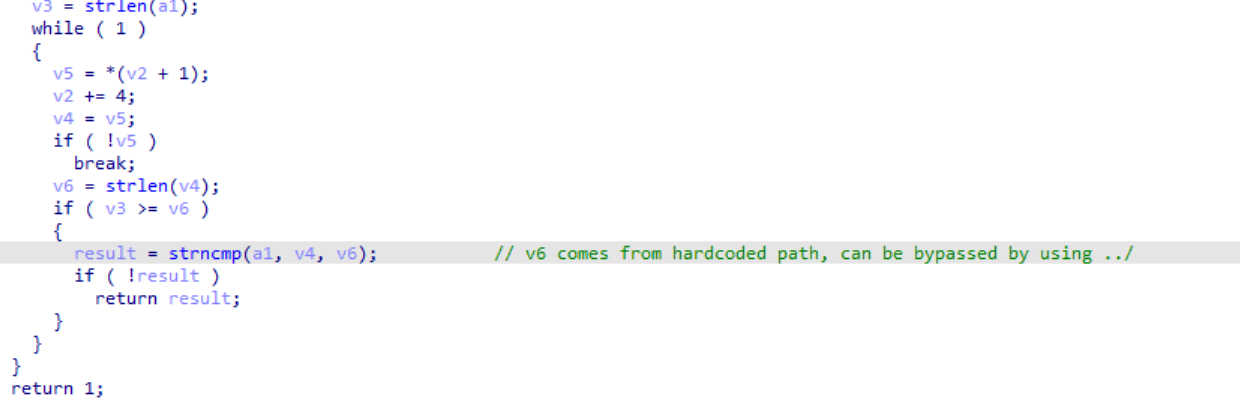 v3 = strlen(a1);
while ( 1 )
{
v5 = *(v2 + 1);
v2 += 4;
v4 = v5;
if ( !v5 )
break;
v6 = strlen(v4);
if ( v3 >= v6 )
{
result = strncmp(a1, v4, v6); // v6 comes from hardcoded path, can be bypassed by using ../
if ( !result )
return result;
}
}
}
return 1;